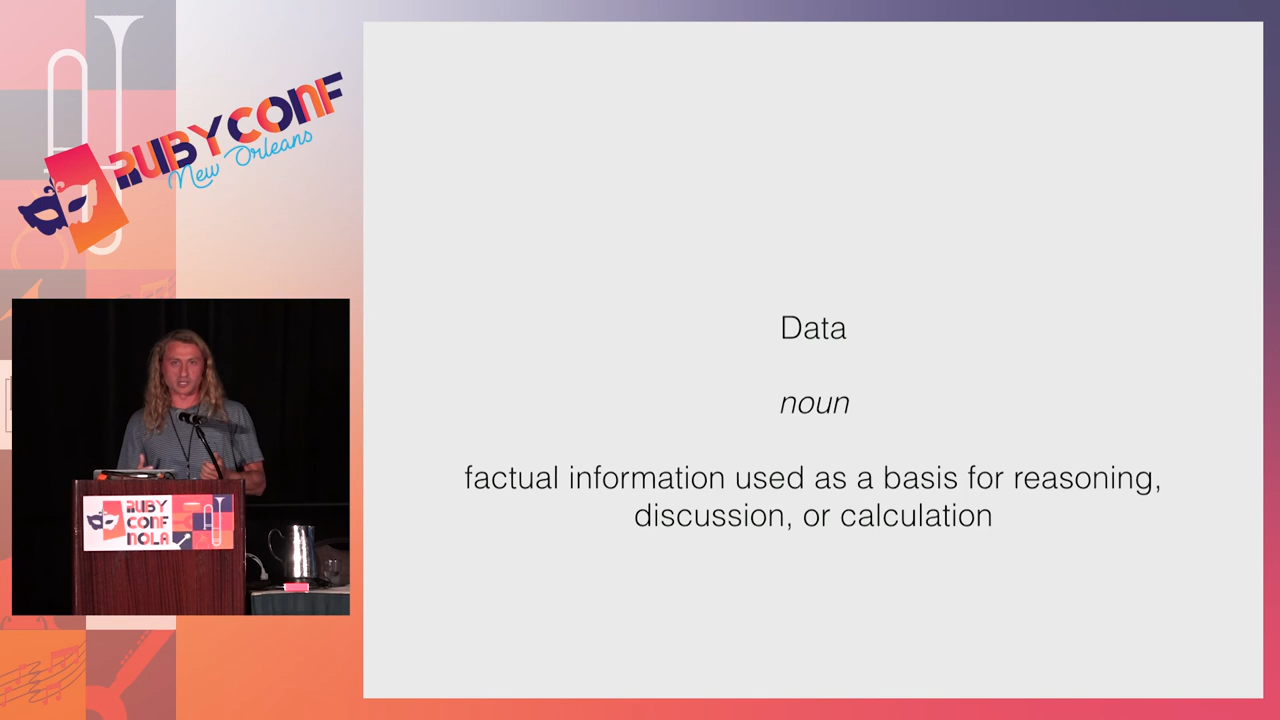 RUBYCONF
New Orleans
RUBY
CONF
NOLA
Data
noun
factual information used as a basis for reasoning,
discussion, or calculation